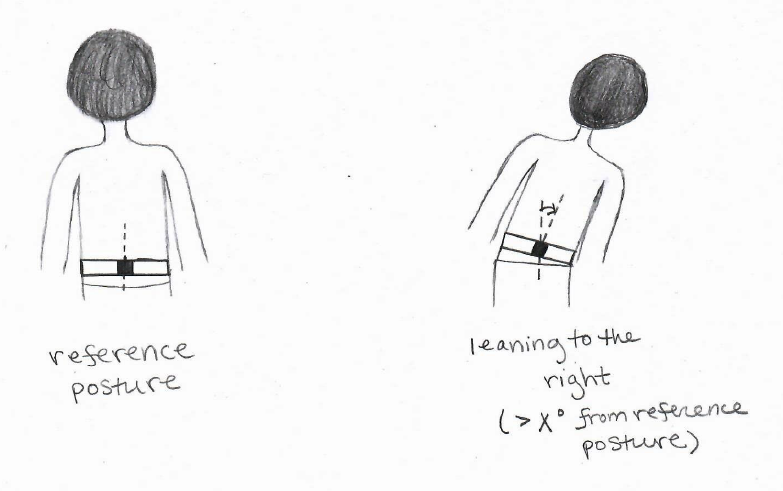 reference
posture
leaning to the
right
(>X° from reference
posture)